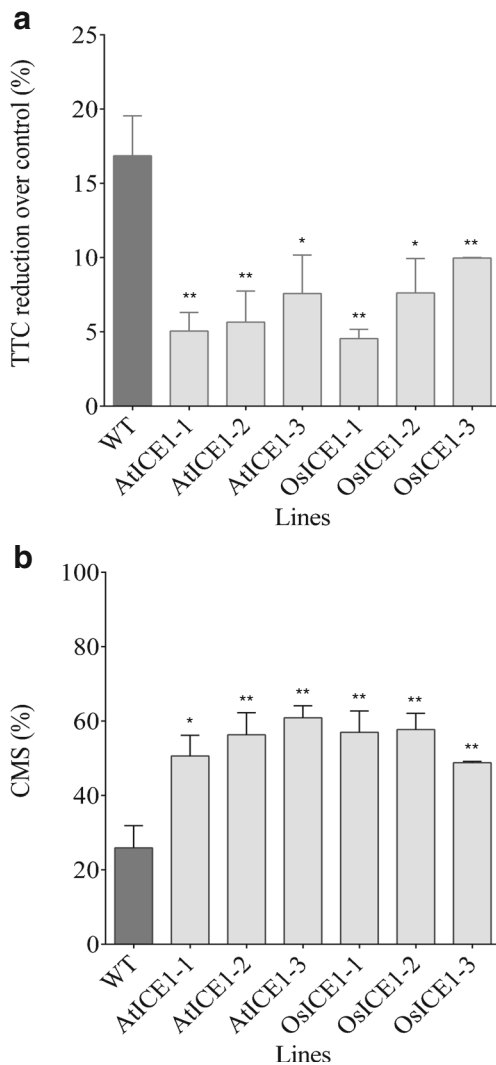 a
TTC reduction over control (%)
25
20
15
10
5
0
**
**
*
**
*
**
WT
AtICE1-1
AtICE1-2
AtICE1-3
OsICE1-1
OsICE1-2
OsICE1-3
Lines
b
CMS (%)
100
80
60
40
20
0
*
**
**
**
**
**
WT
AtICE1-1
AtICE1-2
AtICE1-3
OsICE1-1
OsICE1-2
OsICE1-3
Lines